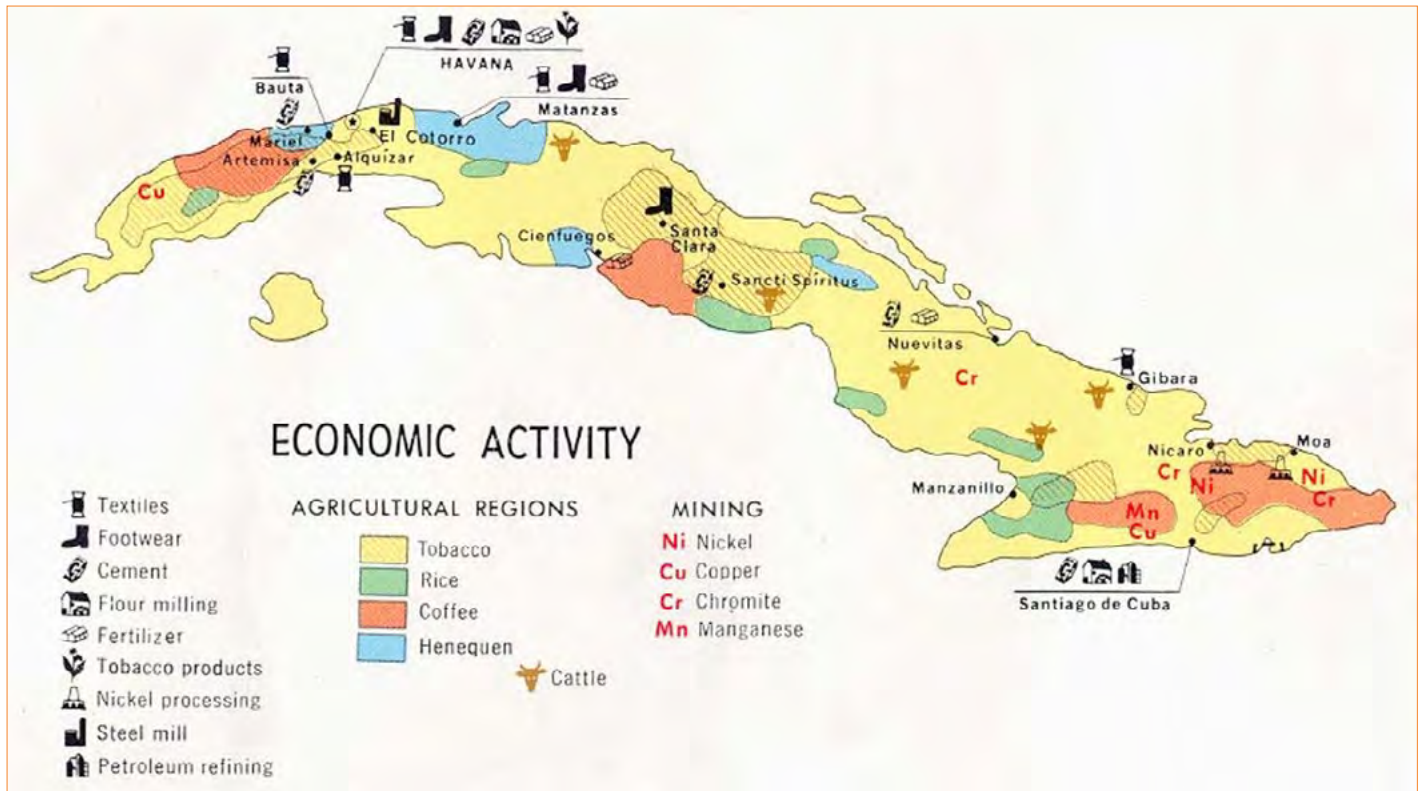 HAVANA
Bauta
Matanzas
Mariel
El Cotorro
Artemisa
Alquízar
Cu
Santa
Clara
Cienfuegos
Sancti Spíritus
Nuevitas
Cr
Gibara
Nicaro
Moa
Cr
Ni
Ni
Cr
Manzanillo
Mn
Cu
Santiago de Cuba
ECONOMIC ACTIVITY
Textiles
Footwear
Cement
Flour milling
Fertilizer
Tobacco products
Nickel processing
Steel mill
Petroleum refining
AGRICULTURAL REGIONS
Tobacco
Rice
Coffee
Henequen
Cattle
MINING
Ni Nickel
Cu Copper
Cr Chromite
Mn Manganese